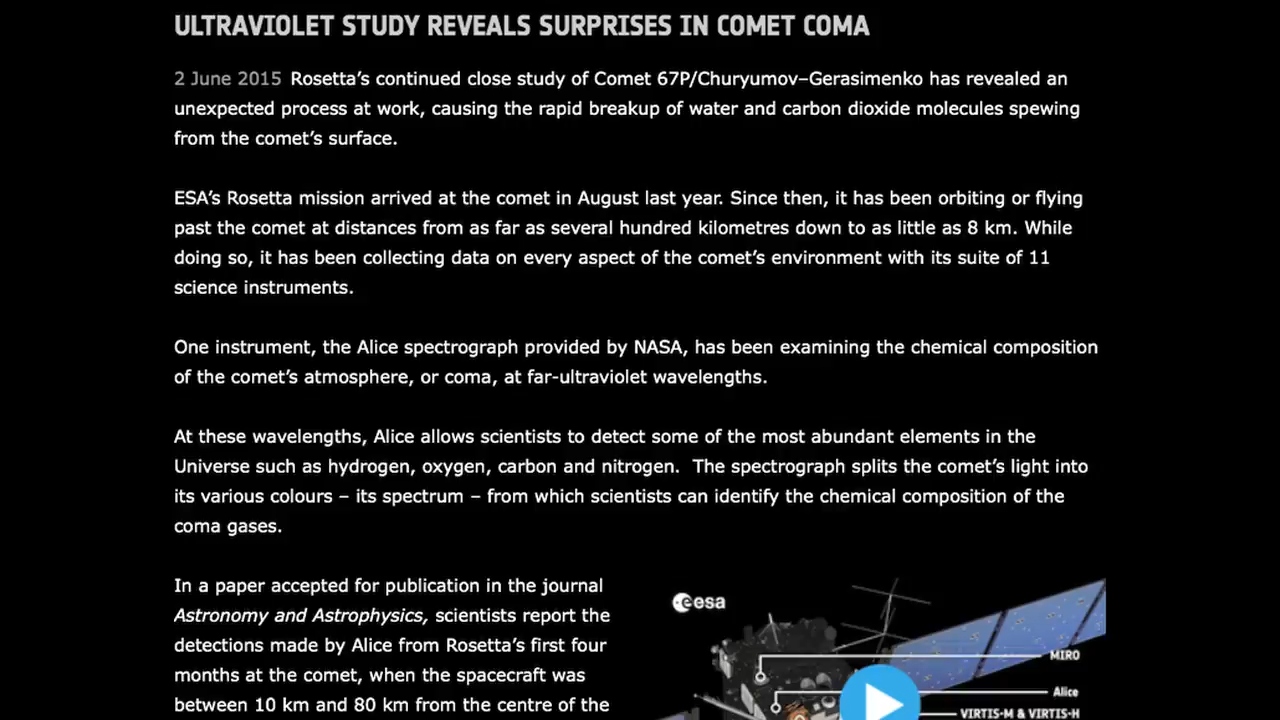 ULTRAVIOLET STUDY REVEALS SURPRISES IN COMET COMA
2 June 2015 Rosetta’s continued close study of Comet 67P/Churyumov–Gerasimenko has revealed an
unexpected process at work, causing the rapid breakup of water and carbon dioxide molecules spewing
from the comet’s surface.
ESA’s Rosetta mission arrived at the comet in August last year. Since then, it has been orbiting or flying
past the comet at distances from as far as several hundred kilometres down to as little as 8 km. While
doing so, it has been collecting data on every aspect of the comet’s environment with its suite of 11
science instruments.
One instrument, the Alice spectrograph provided by NASA, has been examining the chemical composition
of the comet’s atmosphere, or coma, at far-ultraviolet wavelengths.
At these wavelengths, Alice allows scientists to detect some of the most abundant elements in the
Universe such as hydrogen, oxygen, carbon and nitrogen.  The spectrograph splits the comet’s light into
its various colours – its spectrum – from which scientists can identify the chemical composition of the
coma gases.
In a paper accepted for publication in the journal
Astronomy and Astrophysics, scientists report the
detections made by Alice from Rosetta’s first four
months at the comet, when the spacecraft was
between 10 km and 80 km from the centre of the
esa
MIRO
Alice
VIRTIS-M & VIRTIS-H